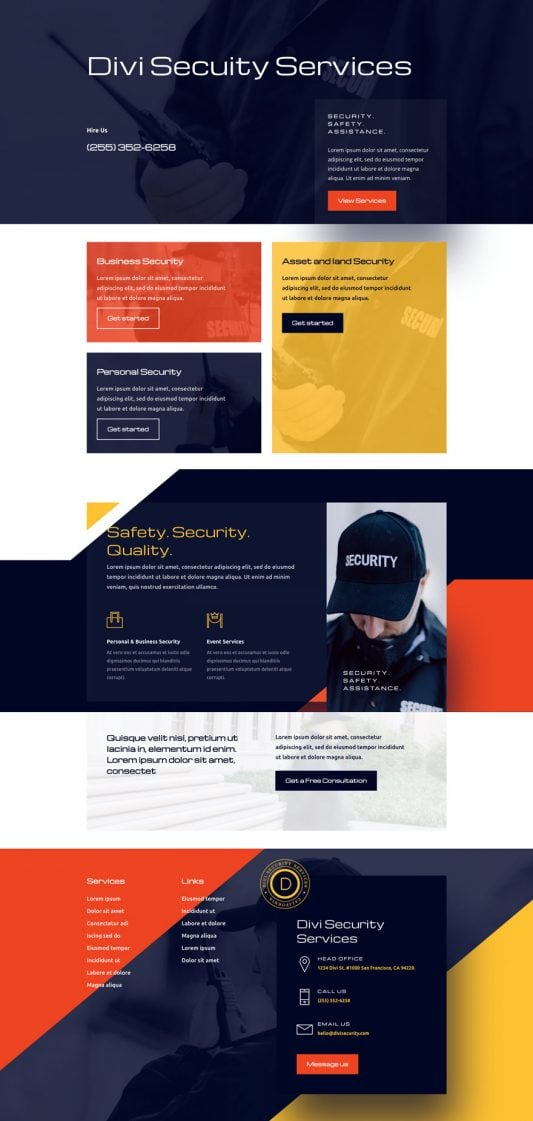 Divi Secuity Services
Hire Us
(255) 352-6258
SECURITY.
SAFETY.
ASSISTANCE.
Lorem ipsum dolor sit amet, consectetur
adipiscing elit, sed do eiusmod tempor
incididunt ut labore et dolore magna
aliqua. Ut enim ad minim veniam.
View Services
Business Security
Lorem ipsum dolor sit amet, consectetur
adipiscing elit, sed do eiusmod tempor incididunt
ut labore et dolore magna aliqua.
Get started
SECURI
Personal Security
Lorem ipsum dolor sit amet, consectetur
adipiscing elit, sed do eiusmod tempor incididunt
ut labore et dolore magna aliqua.
Get started
Asset and land Security
Lorem ipsum dolor sit amet, consectetur
adipiscing elit, sed do eiusmod tempor incididunt
ut labore et dolore magna aliqua.
Get started
SECURI
Safety. Security.
Quality.
Lorem ipsum dolor sit amet, consectetur adipiscing elit, sed do eiusmod
tempor incididunt ut labore et dolore magna aliqua. Ut enim ad minim
veniam, quis nostrud exercitation ullamco.
Personal & Business Security
At vero eos et accusamus et iusto odio
dignissimos ducimus qui blanditiis
praesentium voluptatum deleniti atque
corrupti.
Event Services
At vero eos et accusamus et iusto odio
dignissimos ducimus qui blanditiis
praesentium voluptatum deleniti atque
corrupti.
SECURITY
SECURITY.
SAFETY.
ASSISTANCE.
Quisque velit nisi, pretium ut
lacinia in, elementum id enim.
Lorem ipsum dolor sit amet,
consectet
Lorem ipsum dolor sit amet, consectetur
adipiscing elit, sed do eiusmod tempor incididunt
ut labore et dolore magna aliqua.
Get a Free Consultation
Services
Lorem ipsum
Dolor sit amet
Consectetur adi
Iscing sed do
Eiusmod tempor
Incididunt ut
Labore et dolore
Magna aliqua
Links
Eiusmod tempor
Incididunt ut
Labore et dolore
Magna aliqua
Lorem ipsum
Dolor sit amet
DIVI SECURITY SERVICES
D
CALIFORNIA
Divi Security
Services
HEAD OFFICE
1234 Divi St. #1000 San Francisco, CA 94220.
CALL US
(255) 352-6258
EMAIL US
hello@divisecurity.com
Message us